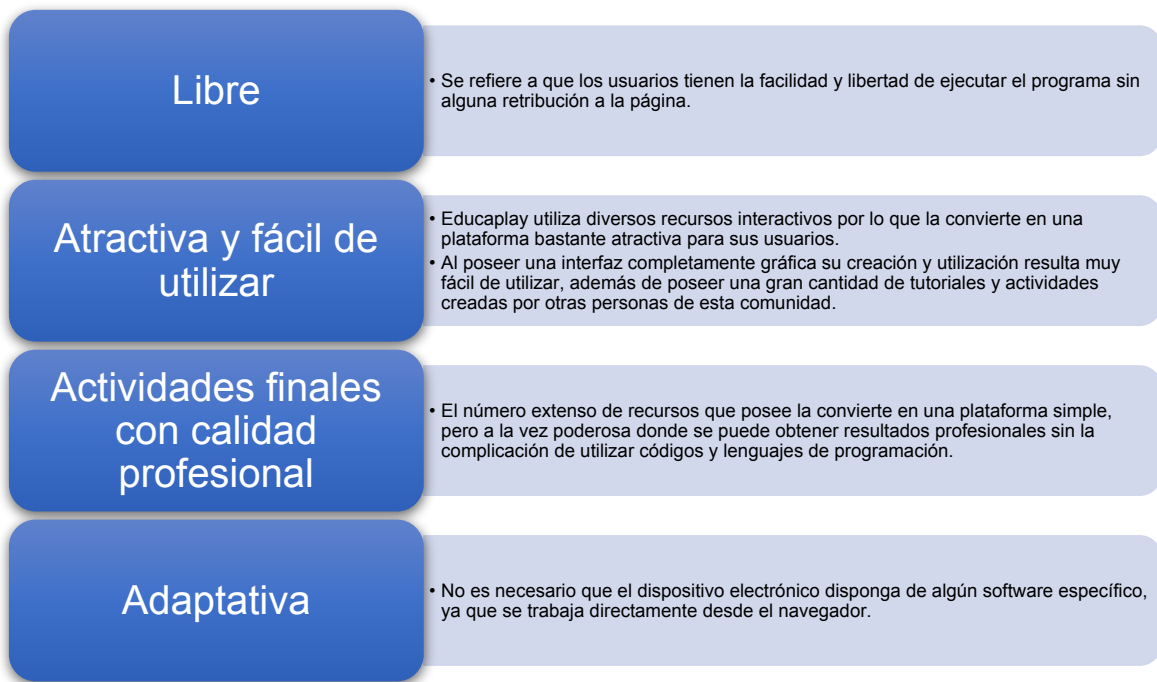 Libre
• Se refiere a que los usuarios tienen la facilidad y libertad de ejecutar el programa sin
alguna retribución a la página.
Atractiva y fácil de
utilizar
• Educaplay utiliza diversos recursos interactivos por lo que la convierte en una
plataforma bastante atractiva para sus usuarios.
• Al poseer una interfaz completamente gráfica su creación y utilización resulta muy
fácil de utilizar, además de poseer una gran cantidad de tutoriales y actividades
creadas por otras personas de esta comunidad.
Actividades finales
con calidad
profesional
• El número extenso de recursos que posee la convierte en una plataforma simple,
pero a la vez poderosa donde se puede obtener resultados profesionales sin la
complicación de utilizar códigos y lenguajes de programación.
Adaptativa
• No es necesario que el dispositivo electrónico disponga de algún software específico,
ya que se trabaja directamente desde el navegador.